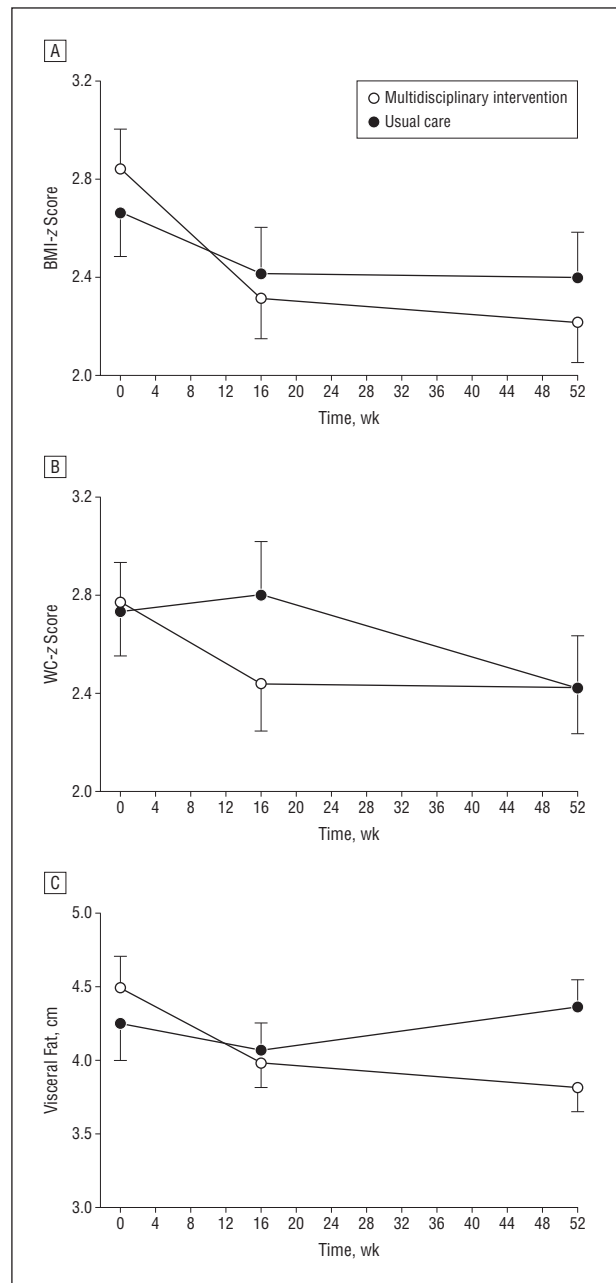 A
3.2
2.8
2.4
2.0
BMI-z Score
Multidisciplinary intervention
Usual care
0 4 8 12 16 20 24 28 32 36 40 44 48 52
Time, wk
B
3.2
2.8
2.4
2.0
WC-z Score
0 4 8 12 16 20 24 28 32 36 40 44 48 52
Time, wk
C
5.0
4.5
4.0
3.5
3.0
Visceral Fat, cm
0 4 8 12 16 20 24 28 32 36 40 44 48 52
Time, wk